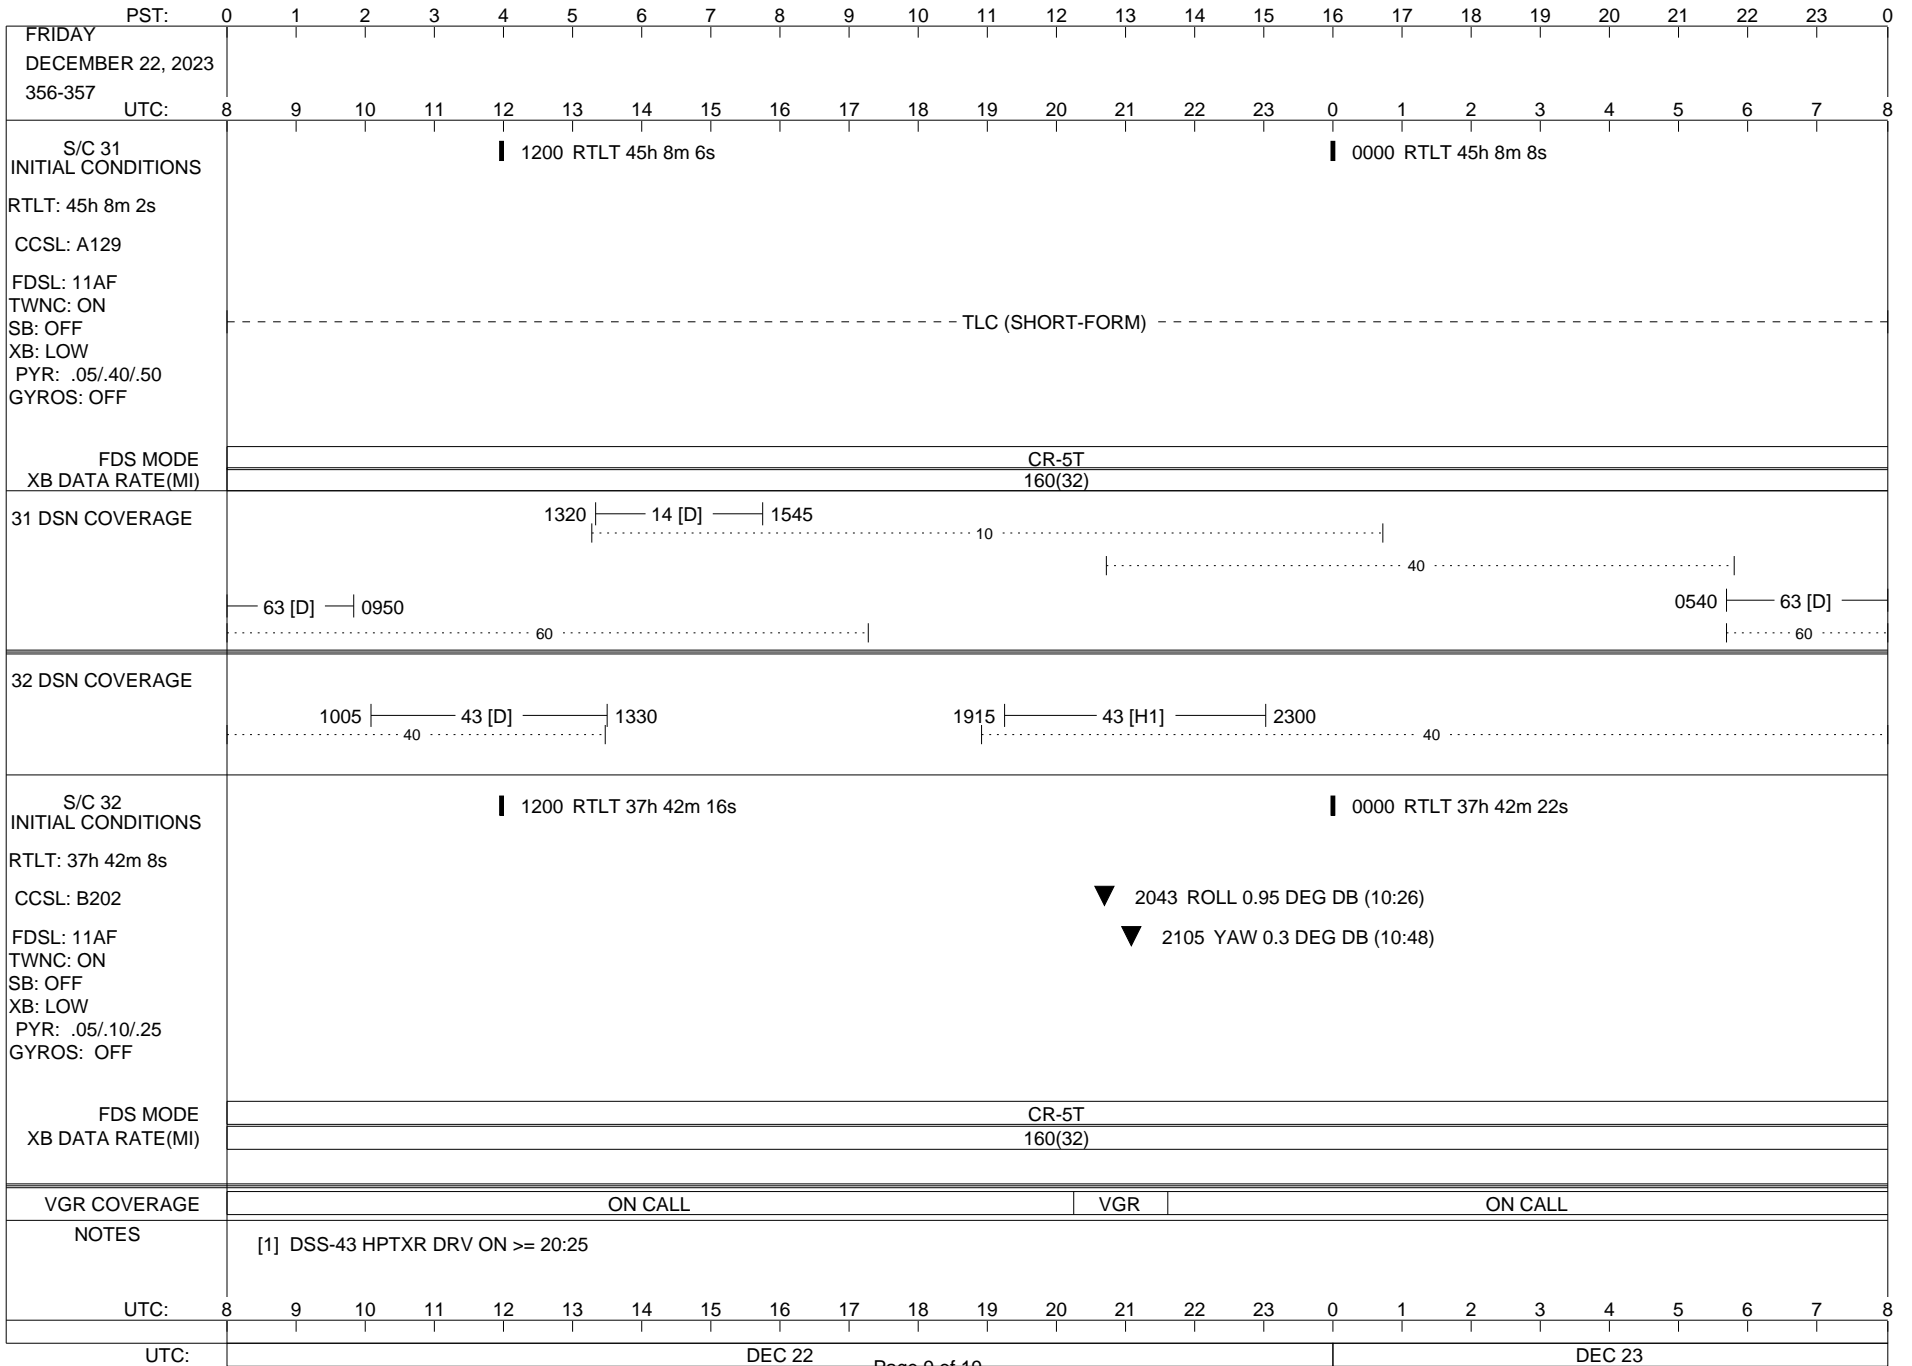 PST: 0 1 2 3 4 5 6 7 8 9 10 11 12 13 14 15 16 17 18 19 20 21 22 23 0
FRIDAY
DECEMBER 22, 2023
356-357
UTC: 8 9 10 11 12 13 14 15 16 17 18 19 20 21 22 23 0 1 2 3 4 5 6 7 8
S/C 31
INITIAL CONDITIONS
1200 RTLT 45h 8m 6s
0000 RTLT 45h 8m 8s
RTLT: 45h 8m 2s
CCSL: A129
FDSL: 11AF
TWNC: ON
SB: OFF
TLC (SHORT-FORM)
XB: LOW
PYR: .05/.40/.50
GYROS: OFF
FDS MODE CR-5T
XB DATA RATE(MI) 160(32)
31 DSN COVERAGE
1320 14 [D] 1545
10
40
63 [D] 0950
0540 63 [D]
60
60
32 DSN COVERAGE
1005 43 [D] 1330
1915 43 [H1] 2300
40
40
S/C 32
INITIAL CONDITIONS
1200 RTLT 37h 42m 16s
0000 RTLT 37h 42m 22s
RTLT: 37h 42m 8s
CCSL: B202
2043 ROLL 0.95 DEG DB (10:26)
FDSL: 11AF
2105 YAW 0.3 DEG DB (10:48)
TWNC: ON
SB: OFF
XB: LOW
PYR: .05/.10/.25
GYROS: OFF
FDS MODE CR-5T
XB DATA RATE(MI) 160(32)
VGR COVERAGE ON CALL VGR ON CALL
NOTES
[1] DSS-43 HPTXR DRV ON >= 20:25
UTC: 8 9 10 11 12 13 14 15 16 17 18 19 20 21 22 23 0 1 2 3 4 5 6 7 8
UTC: DEC 22 DEC 23